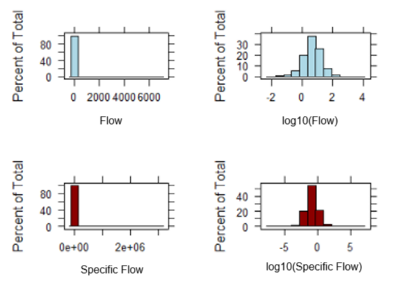 Percent of Total
80
40
0
0 2000 4000 6000
Flow
Percent of Total
30
20
10
0
-2 0 2 4
log10(Flow)
Percent of Total
80
40
0
0e+00 2e+06
Specific Flow
Percent of Total
40
20
0
-5 0 5
log10(Specific Flow)